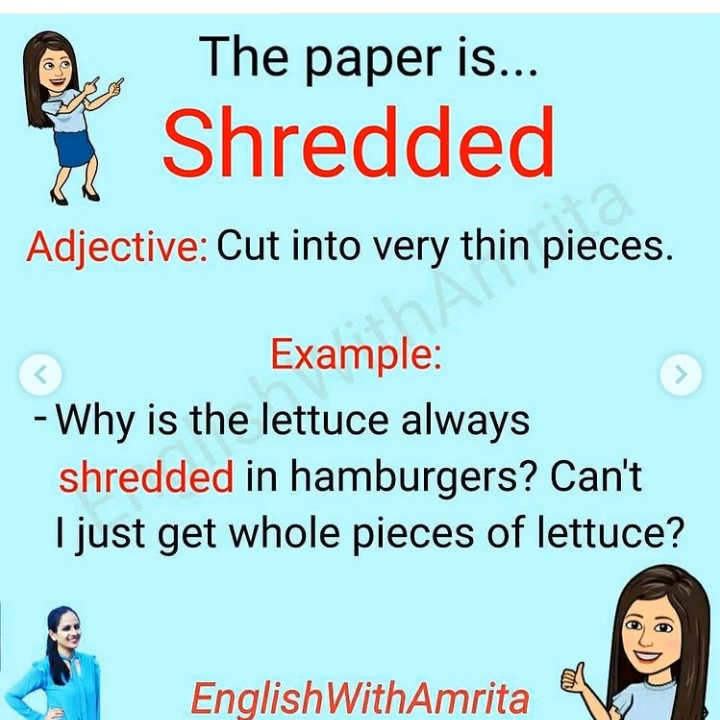 The paper is...
Shredded
Adjective: Cut into very thin pieces.
Example:
- Why is the lettuce always
shredded in hamburgers? Can't
I just get whole pieces of lettuce?
EnglishWithAmrita
EnglishWithAmrita